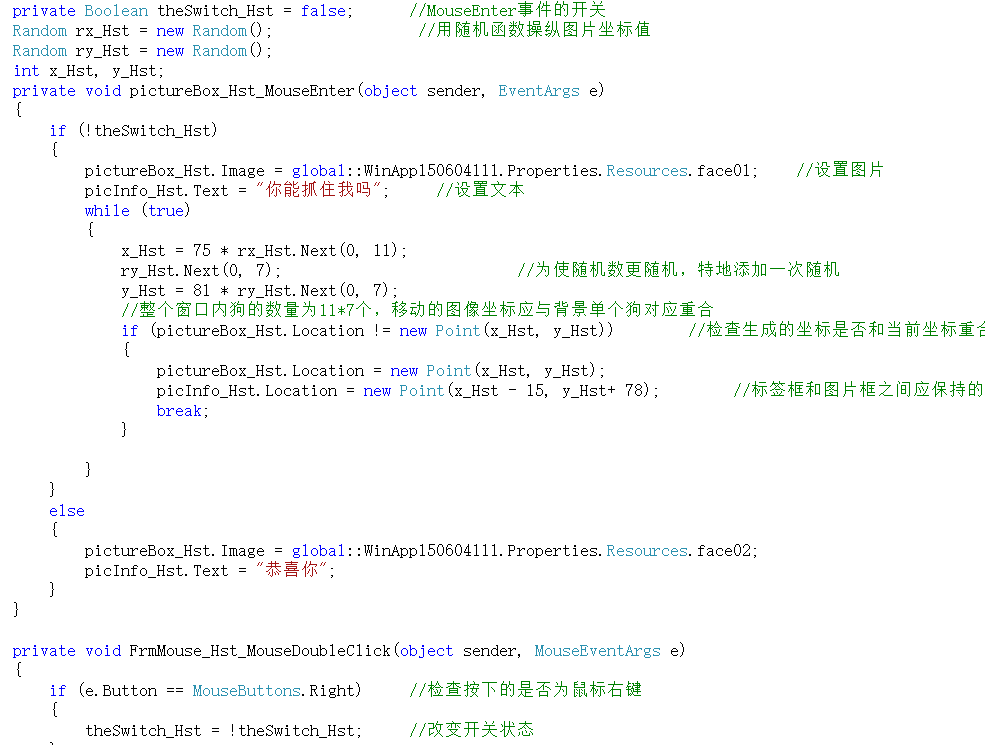 private Boolean theSwitch_Hst = false;      //MouseEnter事件的开关
Random rx_Hst = new Random();                //用随机函数操纵图片坐标值
Random ry_Hst = new Random();
int x_Hst, y_Hst;
private void pictureBox_Hst_MouseEnter(object sender, EventArgs e)
{
    if (!theSwitch_Hst)
    {
        pictureBox_Hst.Image = global::WinApp150604111.Properties.Resources.face01;    //设置图片
        picInfo_Hst.Text = "你能抓住我吗";     //设置文本
        while (true)
        {
            x_Hst = 75 * rx_Hst.Next(0, 11);
            ry_Hst.Next(0, 7);                          //为使随机数更随机，特地添加一次随机
            y_Hst = 81 * ry_Hst.Next(0, 7);
            //整个窗口内狗的数量为11*7个，移动的图像坐标应与背景单个狗对应重合
            if (pictureBox_Hst.Location != new Point(x_Hst, y_Hst))        //检查生成的坐标是否和当前坐标重合
            {
                pictureBox_Hst.Location = new Point(x_Hst, y_Hst);
                picInfo_Hst.Location = new Point(x_Hst - 15, y_Hst+ 78);        //标签框和图片框之间应保持的
                break;
            }
        }
    }
    else
    {
        pictureBox_Hst.Image = global::WinApp150604111.Properties.Resources.face02;
        picInfo_Hst.Text = "恭喜你";
    }
}
private void FrmMouse_Hst_MouseDoubleClick(object sender, MouseEventArgs e)
{
    if (e.Button == MouseButtons.Right)     //检查按下的是否为鼠标右键
    {
        theSwitch_Hst = !theSwitch_Hst;     //改变开关状态